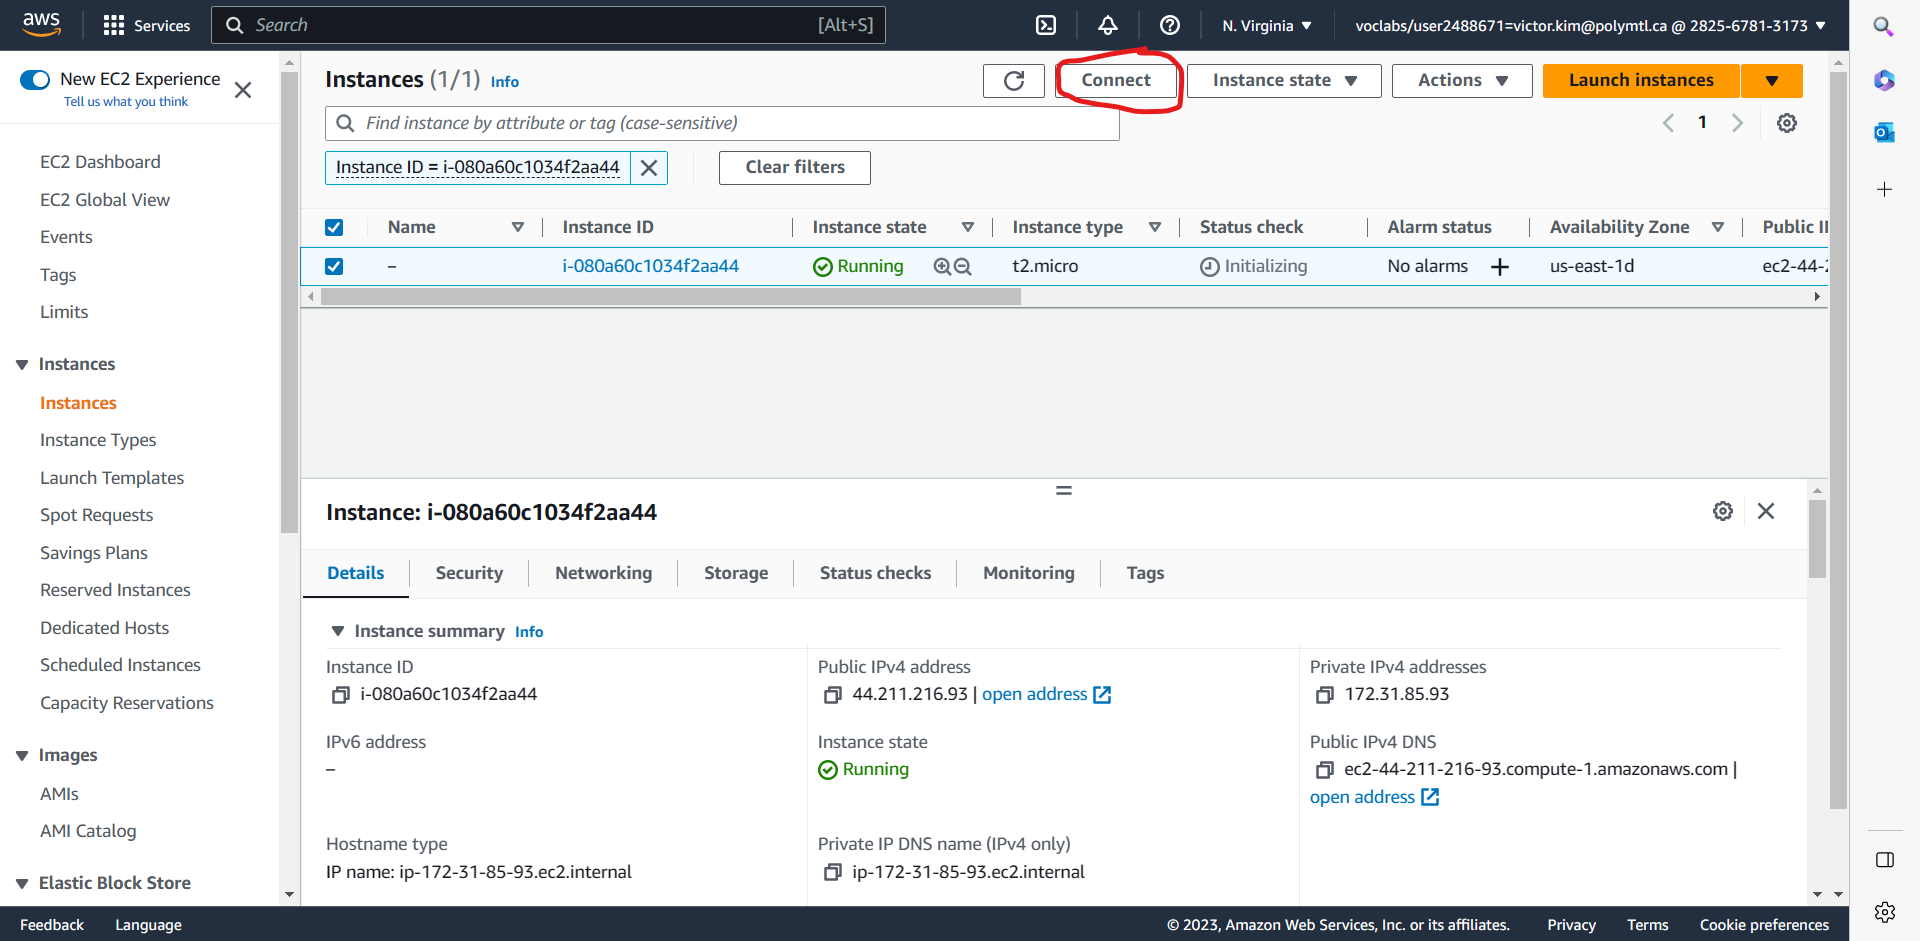 aws
Services
Search
[Alt+S]
N. Virginia
voclabs/user2488671=victor.kim@polymtl.ca @ 2825-6781-3173
New EC2 Experience
Tell us what you think
EC2 Dashboard
EC2 Global View
Events
Tags
Limits
Instances
Instances
Instance Types
Launch Templates
Spot Requests
Savings Plans
Reserved Instances
Dedicated Hosts
Scheduled Instances
Capacity Reservations
Images
AMIs
AMI Catalog
Elastic Block Store
Instances (1/1) Info
Connect
Instance state
Actions
Launch instances
Find instance by attribute or tag (case-sensitive)
1
Instance ID = i-080a60c1034f2aa44
Clear filters
Name Instance ID Instance state Instance type Status check Alarm status Availability Zone Public
– i-080a60c1034f2aa44 Running t2.micro Initializing No alarms us-east-1d ec2-44-
Instance: i-080a60c1034f2aa44
Details Security Networking Storage Status checks Monitoring Tags
Instance summary Info
Instance ID
i-080a60c1034f2aa44
Public IPv4 address
44.211.216.93 | open address
Private IPv4 addresses
172.31.85.93
IPv6 address
–
Instance state
Running
Public IPv4 DNS
ec2-44-211-216-93.compute-1.amazonaws.com |
open address
Hostname type
IP name: ip-172-31-85-93.ec2.internal
Private IP DNS name (IPv4 only)
ip-172-31-85-93.ec2.internal
Feedback Language © 2023, Amazon Web Services, Inc. or its affiliates. Privacy Terms Cookie preferences